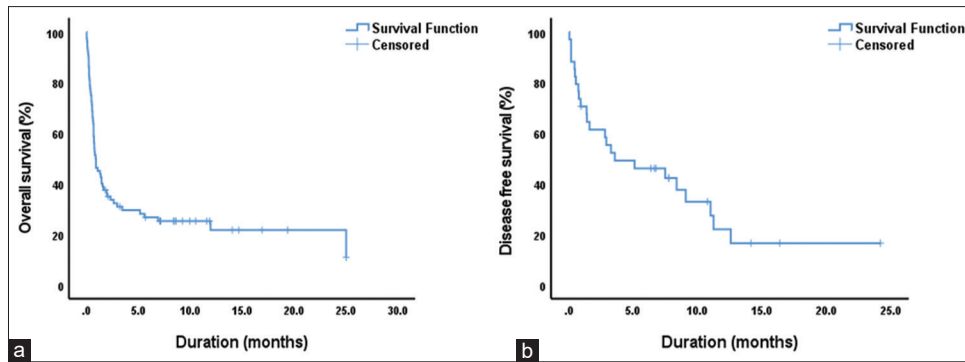 Survival Function
Censored
Overall survival (%)
100
80
60
40
20
0
.0 5.0 10.0 15.0 20.0 25.0 30.0
Duration (months)
a
Survival Function
Censored
Disease free survival (%)
100
80
60
40
20
0
.0 5.0 10.0 15.0 20.0 25.0
Duration (months)
b